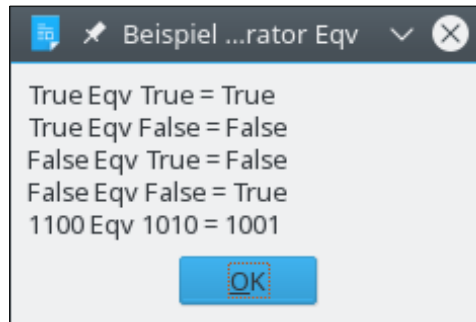 Beispiel ...rator Eqv
True Eqv True = True
True Eqv False = False
False Eqv True = False
False Eqv False = True
1100 Eqv 1010 = 1001
OK